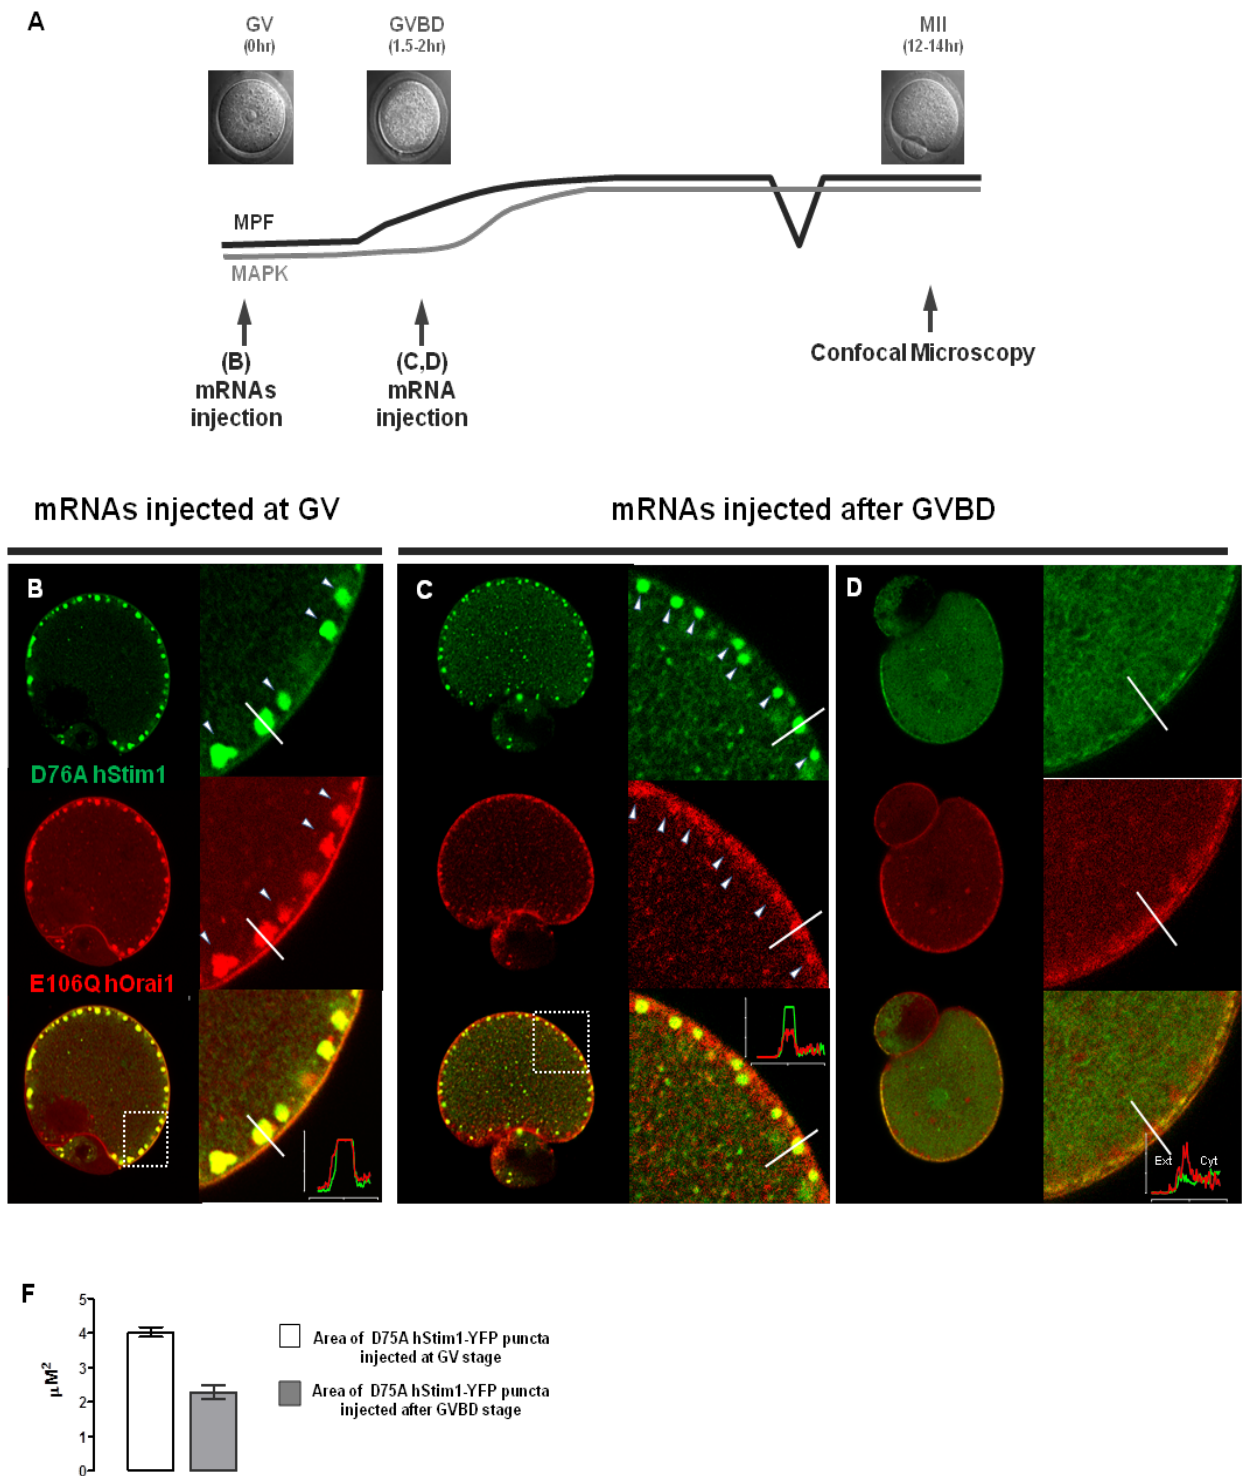 A
GV
(0hr)
GVBD
(1.5-2hr)
MII
(12-14hr)
MPF
MAPK
(B)
mRNAs
injection
(C,D)
mRNA
injection
Confocal Microscopy
mRNAs injected at GV
mRNAs injected after GVBD
B
D76A hStim1
E106Q hOrai1
C
D
Ext
Cyt
F
5
4
3
2
1
0
µM²
Area of D75A hStim1-YFP puncta
injected at GV stage
Area of D75A hStim1-YFP puncta
injected after GVBD stage